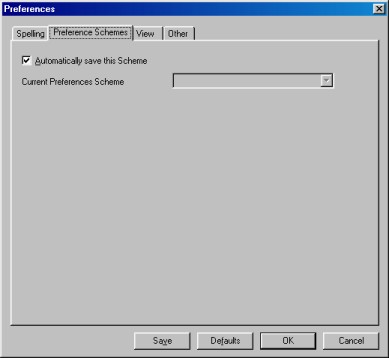 Preferences
Spelling Preference Schemes View Other
Automatically save this Scheme
Current Preferences Scheme
Save Defaults OK Cancel